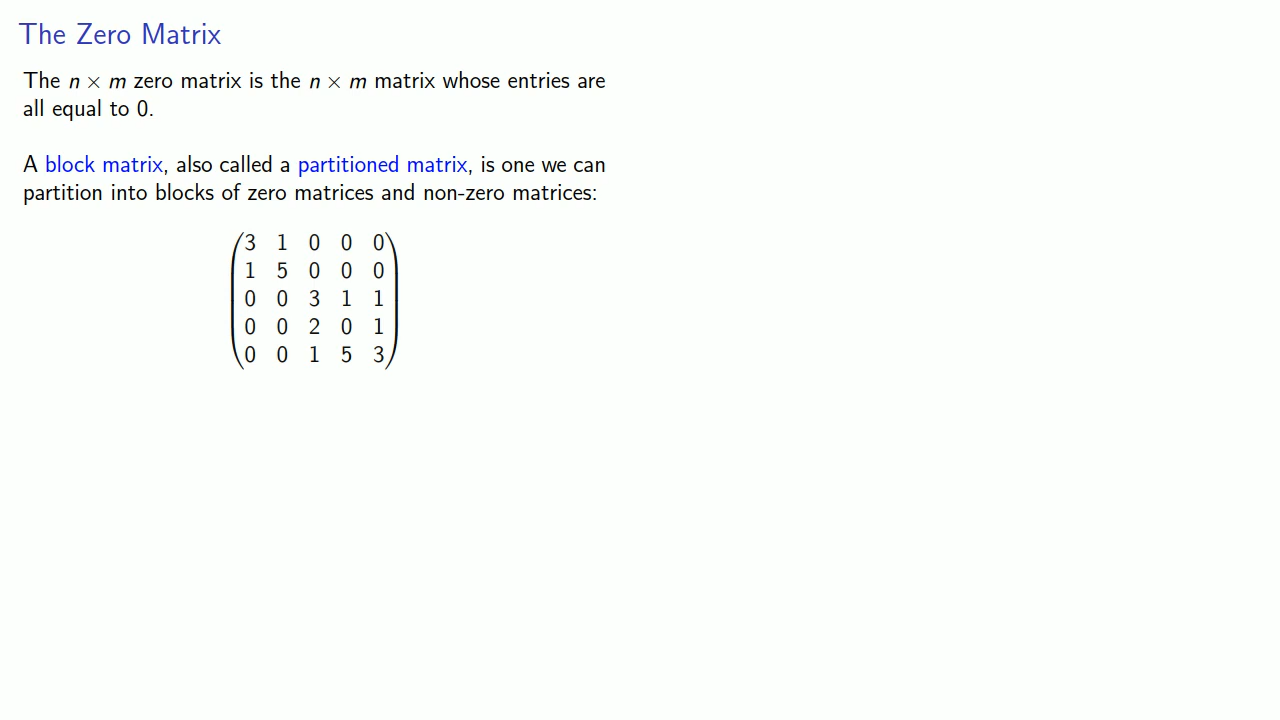 The Zero Matrix
The n × m zero matrix is the n × m matrix whose entries are
all equal to 0.
A block matrix, also called a partitioned matrix, is one we can
partition into blocks of zero matrices and non-zero matrices:
3 1 0 0 0
1 5 0 0 0
0 0 3 1 1
0 0 2 0 1
0 0 1 5 3